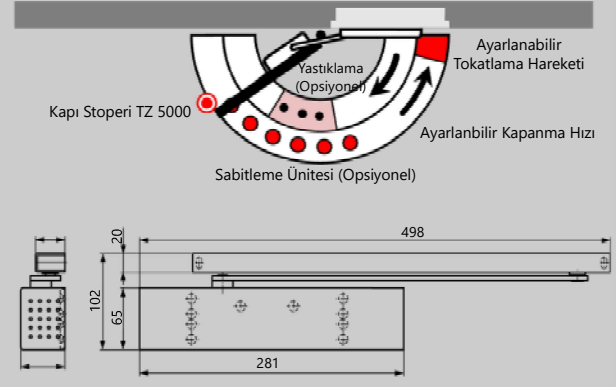 Ayarlanabilir
Tokatlama Hareketi
Yastıklama
(Opsiyonel)
Kapı Stoperi TZ 5000
Ayarlanbilir Kapanma Hızı
Sabitleme Ünitesi (Opsiyonel)
498
20
102
65
281